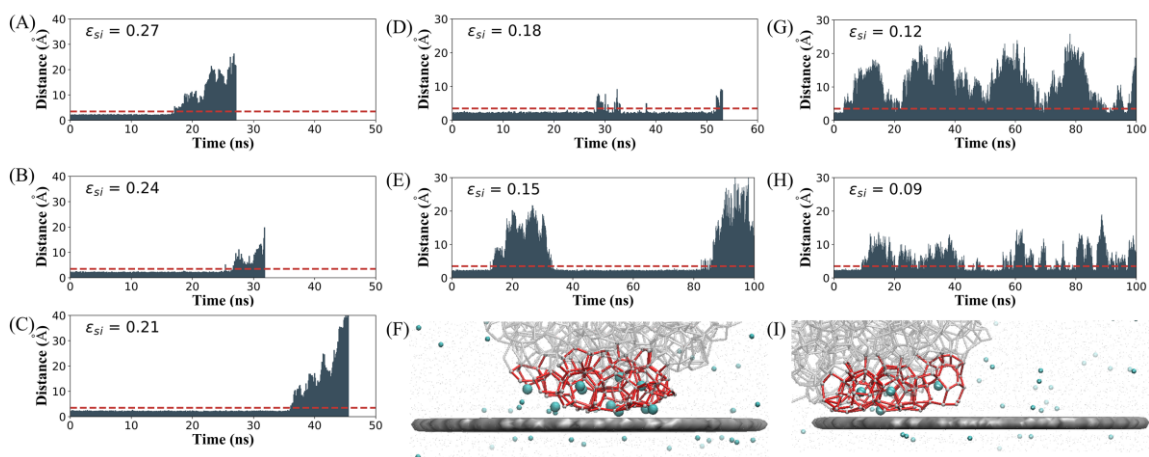 (A)
ε_si = 0.27
Distance (Å)
40
30
20
10
0
0 10 20 30 40 50
Time (ns)
(B)
ε_si = 0.24
Distance (Å)
30
20
10
0
0 10 20 30 40 50
Time (ns)
(C)
ε_si = 0.21
Distance (Å)
40
30
20
10
0
0 10 20 30 40 50
Time (ns)
(D)
ε_si = 0.18
Distance (Å)
30
20
10
0
0 10 20 30 40 50 60
Time (ns)
(E)
ε_si = 0.15
Distance (Å)
30
20
10
0
0 20 40 60 80 100
Time (ns)
(F)
(G)
ε_si = 0.12
Distance (Å)
30
20
10
0
0 20 40 60 80 100
Time (ns)
(H)
ε_si = 0.09
Distance (Å)
30
20
10
0
0 20 40 60 80 100
Time (ns)
(I)